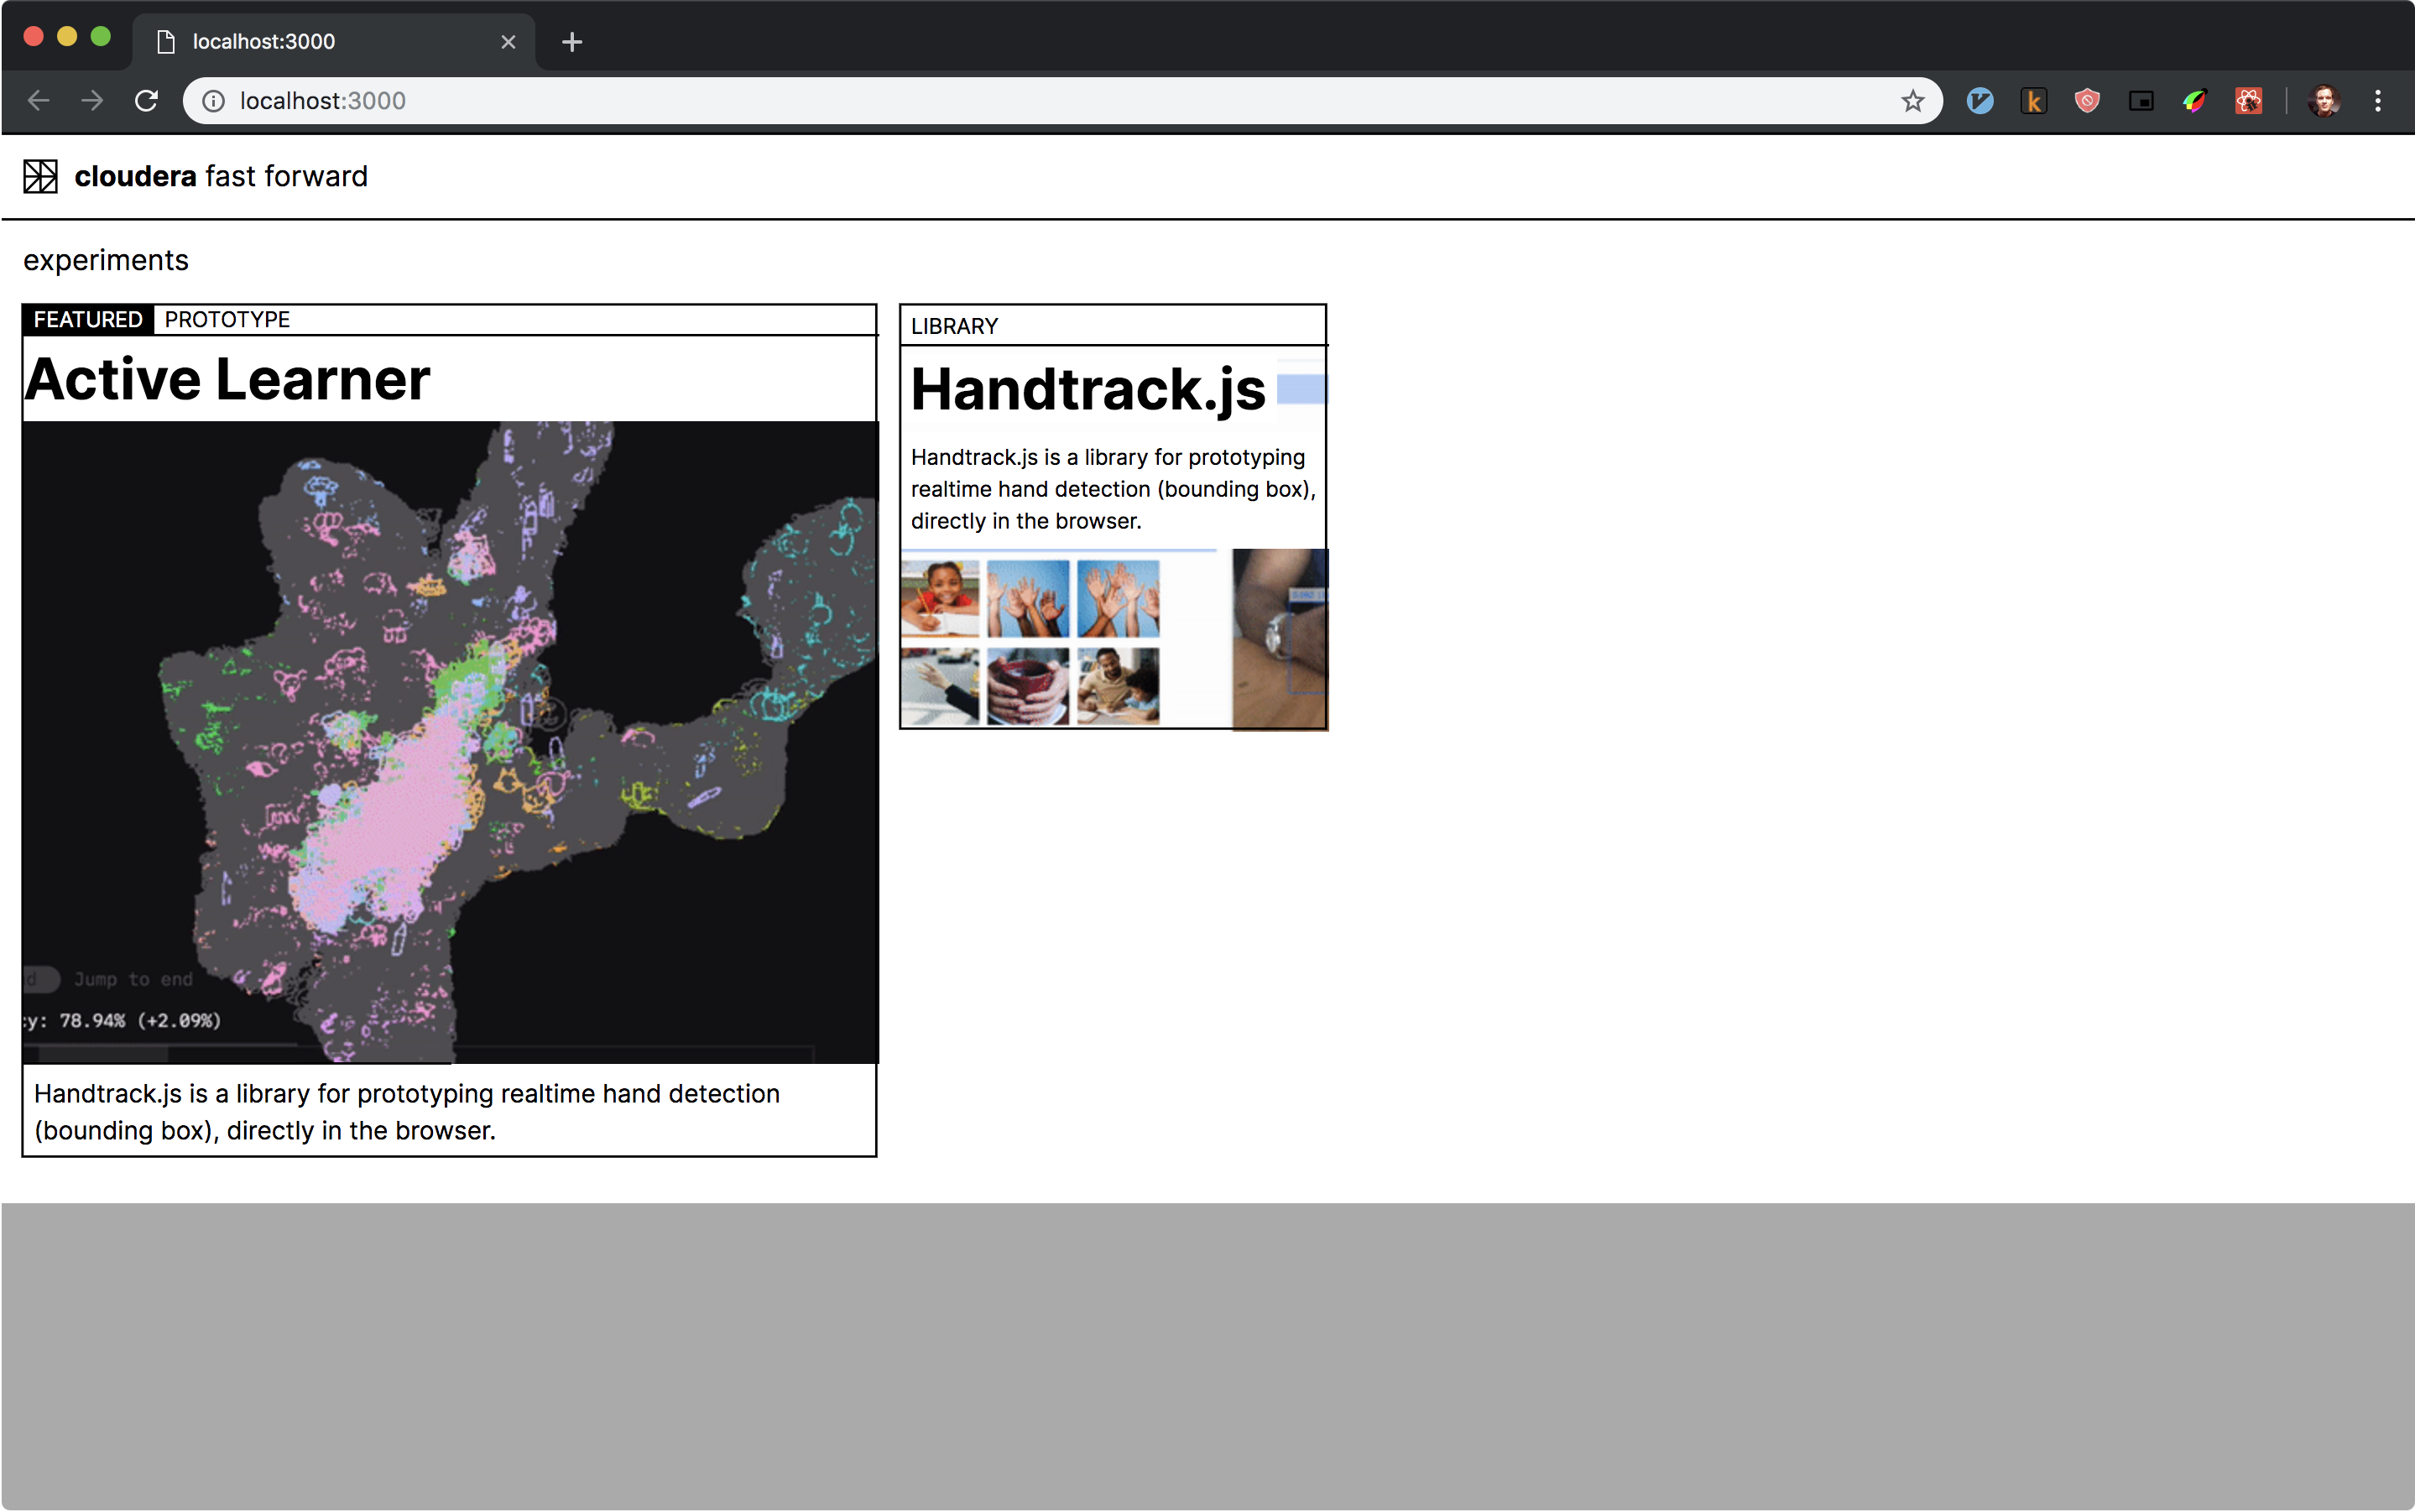 localhost:3000
localhost:3000
cloudera fast forward
experiments
FEATURED PROTOTYPE
Active Learner
Jump to end
cy: 78.94% (+2.09%)
Handtrack.js is a library for prototyping realtime hand detection
(bounding box), directly in the browser.
LIBRARY
Handtrack.js
Handtrack.js is a library for prototyping
realtime hand detection (bounding box),
directly in the browser.